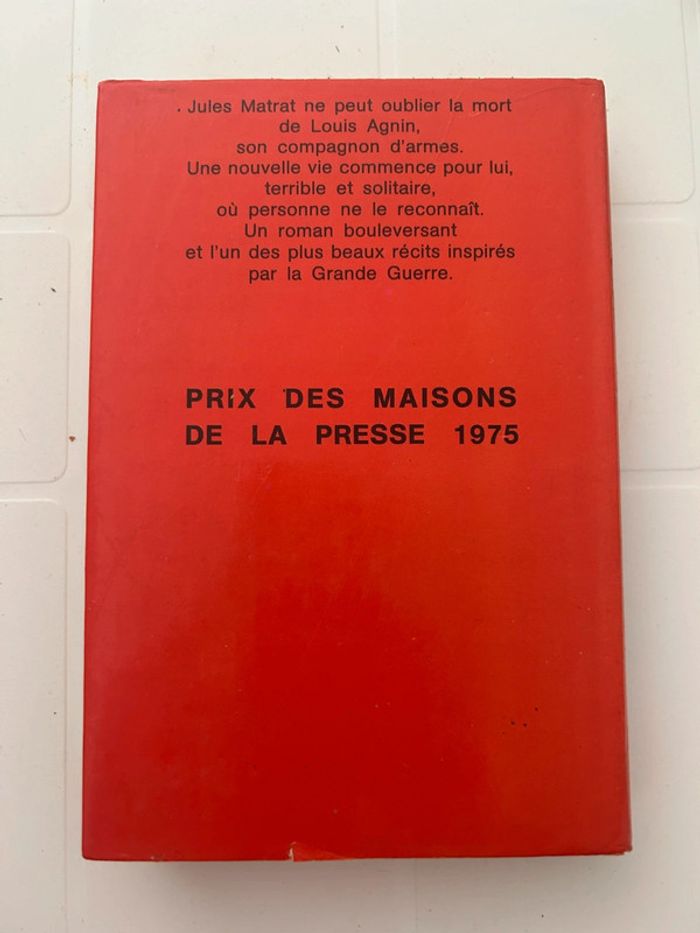 Jules Matrat ne peut oublier la mort
de Louis Agnin,
son compagnon d'armes.
Une nouvelle vie commence pour lui,
terrible et solitaire,
où personne ne le reconnaît.
Un roman bouleversant
et l'un des plus beaux récits inspirés
par la Grande Guerre.
PRIX DES MAISONS
DE LA PRESSE 1975